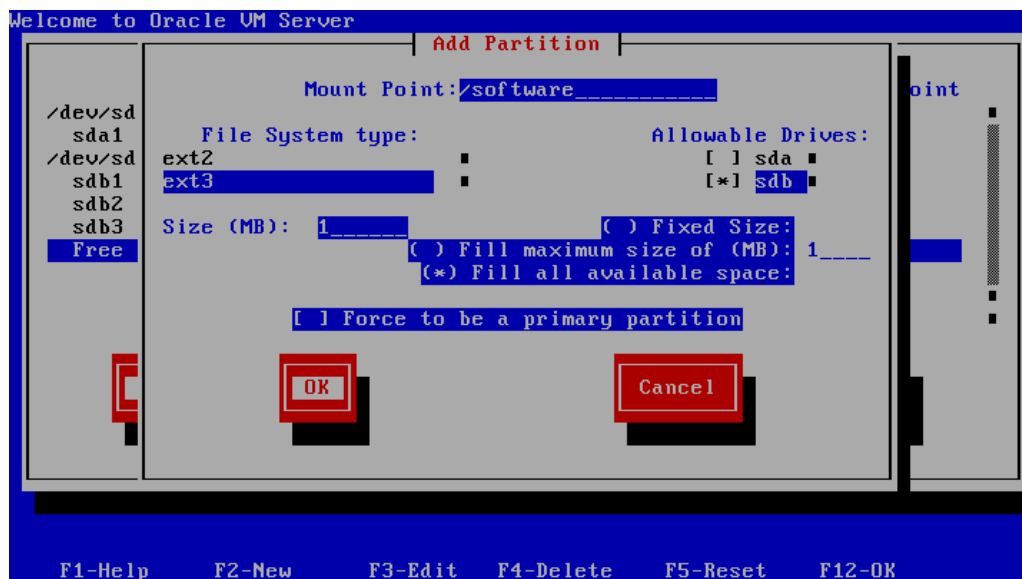 Welcome to Oracle VM Server
Add Partition
Mount Point:/software___________ oint
/dev/sd
sda1 File System type: Allowable Drives:
/dev/sd ext2 [ ] sda
sdb1 ext3 [*] sdb
sdb2
sdb3 Size (MB): 1______ ( ) Fixed Size:
Free ( ) Fill maximum size of (MB): 1____
(*) Fill all available space:
[ ] Force to be a primary partition
OK Cancel
F1-Help F2-New F3-Edit F4-Delete F5-Reset F12-OK